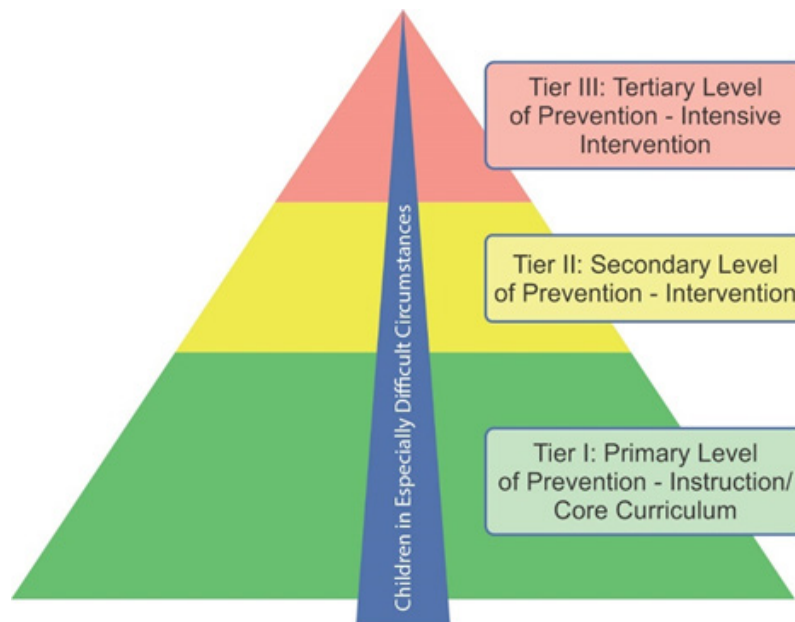 Tier III: Tertiary Level
of Prevention - Intensive
Intervention
Tier II: Secondary Level
of Prevention - Intervention
Tier I: Primary Level
of Prevention - Instruction/
Core Curriculum
Children in Especially Difficult Circumstances